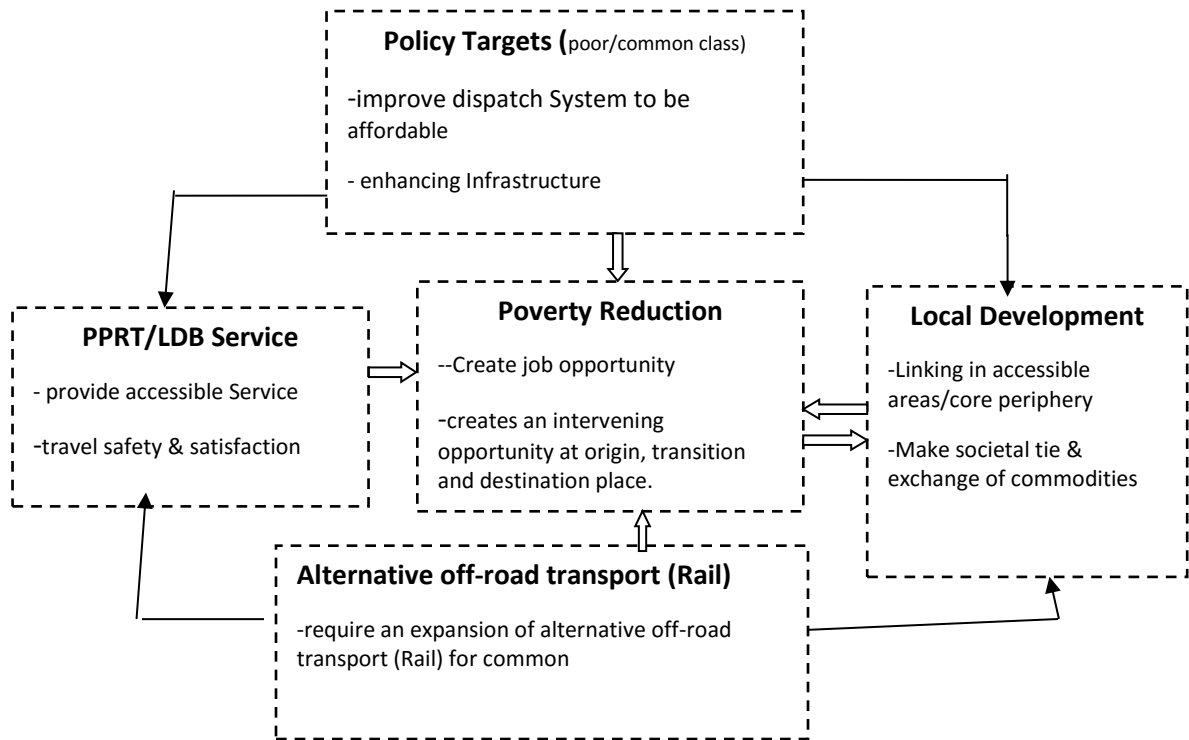 Policy Targets (poor/common class)
-improve dispatch System to be
affordable
- enhancing Infrastructure
PPRT/LDB Service
- provide accessible Service
-travel safety & satisfaction
Poverty Reduction
--Create job opportunity
-creates an intervening
opportunity at origin, transition
and destination place.
Local Development
-Linking in accessible
areas/core periphery
-Make societal tie &
exchange of commodities
Alternative off-road transport (Rail)
-require an expansion of alternative off-road
transport (Rail) for common